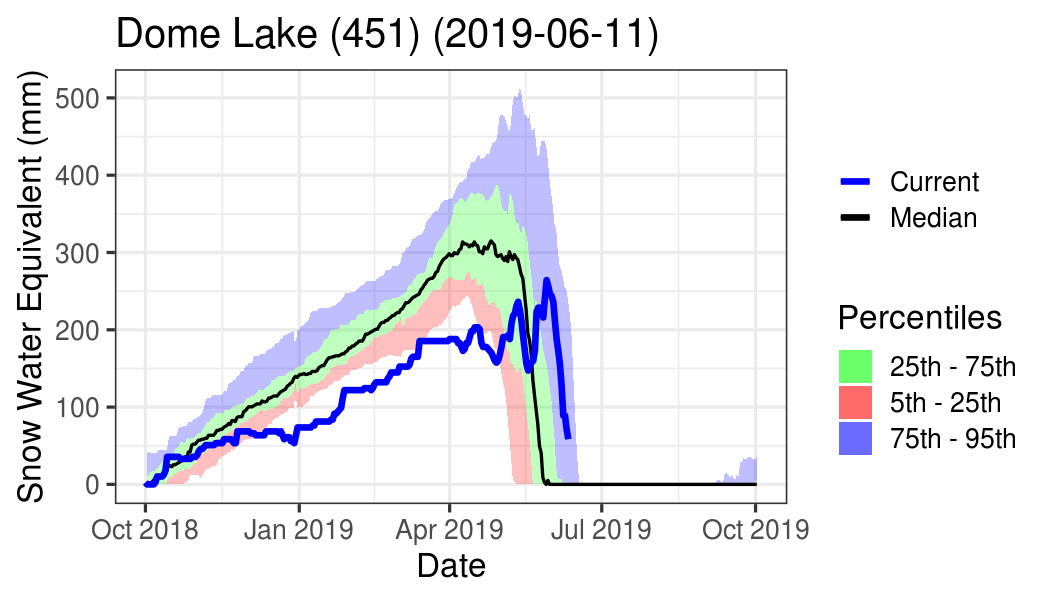 Dome Lake (451) (2019-06-11)
Snow Water Equivalent (mm)
500
400
300
200
100
0
Oct 2018
Jan 2019
Apr 2019
Jul 2019
Oct 2019
Date
Current
Median
Percentiles
25th - 75th
5th - 25th
75th - 95th